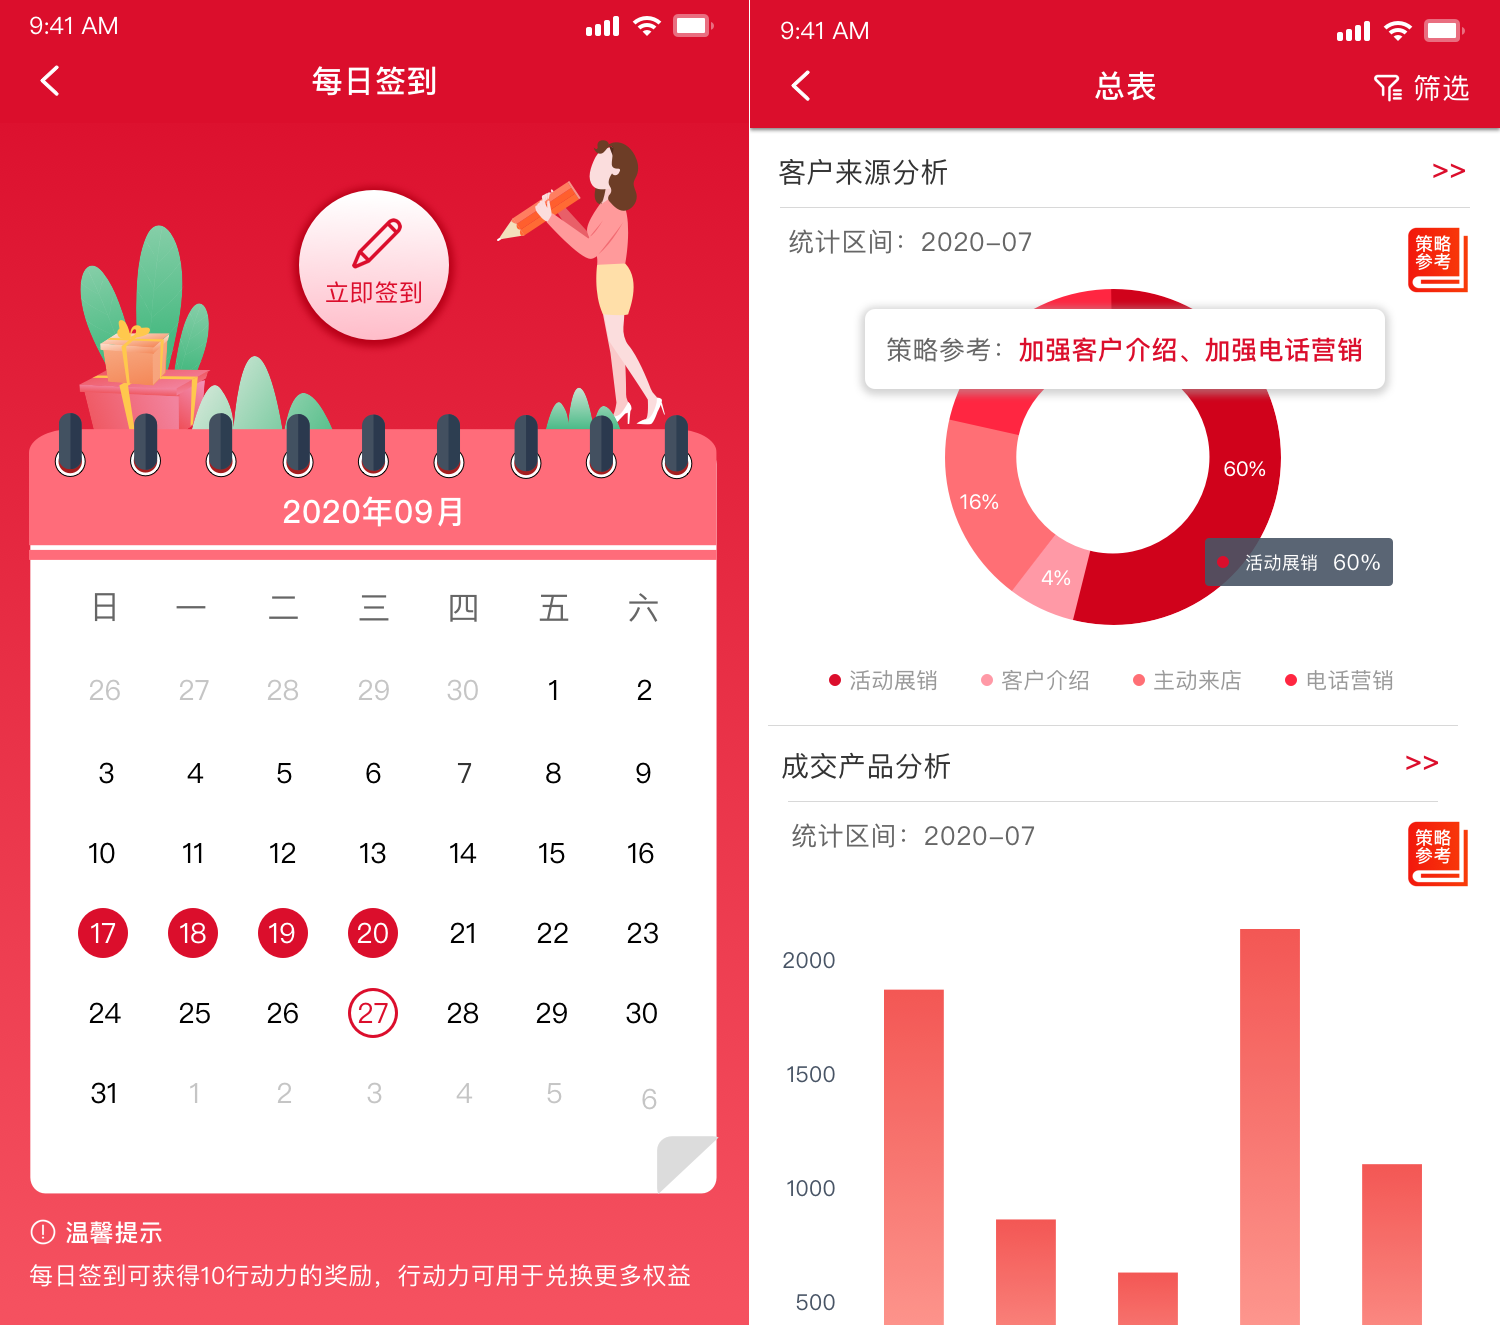 9:41 AM
每日签到
立即签到
2020年09月
日 一 二 三 四 五 六
26 27 28 29 30 1 2
3 4 5 6 7 8 9
10 11 12 13 14 15 16
17 18 19 20 21 22 23
24 25 26 27 28 29 30
31 1 2 3 4 5 6
温馨提示
每日签到可获得10行动力的奖励，行动力可用于兑换更多权益
9:41 AM
总表
筛选
客户来源分析 >>
统计区间：2020-07
策略
参考
策略参考：加强客户介绍、加强电话营销
60%
16%
4%
活动展销 60%
活动展销 客户介绍 主动来店 电话营销
成交产品分析 >>
统计区间：2020-07
策略
参考
2000
1500
1000
500